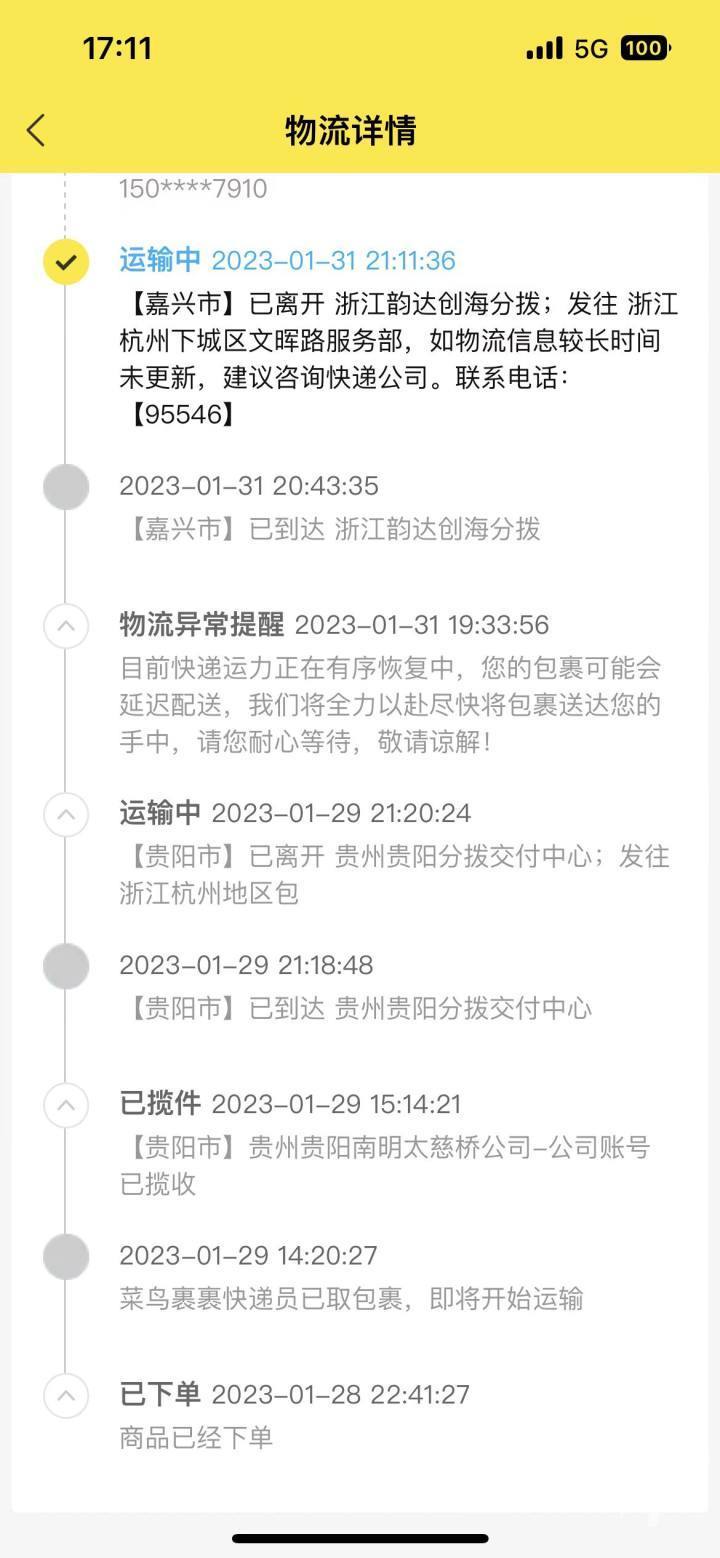 17:11
5G 100
物流详情
150****7910
运输中 2023-01-31 21:11:36
【嘉兴市】已离开 浙江韵达创海分拨；发往 浙江
杭州下城区文晖路服务部，如物流信息较长时间
未更新，建议咨询快递公司。联系电话：
【95546】
2023-01-31 20:43:35
【嘉兴市】已到达 浙江韵达创海分拨
物流异常提醒 2023-01-31 19:33:56
目前快递运力正在有序恢复中，您的包裹可能会
延迟配送，我们将全力以赴尽快将包裹送达您的
手中，请您耐心等待，敬请谅解！
运输中 2023-01-29 21:20:24
【贵阳市】已离开 贵州贵阳分拨交付中心；发往
浙江杭州地区包
2023-01-29 21:18:48
【贵阳市】已到达 贵州贵阳分拨交付中心
已揽件 2023-01-29 15:14:21
【贵阳市】贵州贵阳南明太慈桥公司-公司账号
已揽收
2023-01-29 14:20:27
菜鸟裹裹快递员已取包裹，即将开始运输
已下单 2023-01-28 22:41:27
商品已经下单